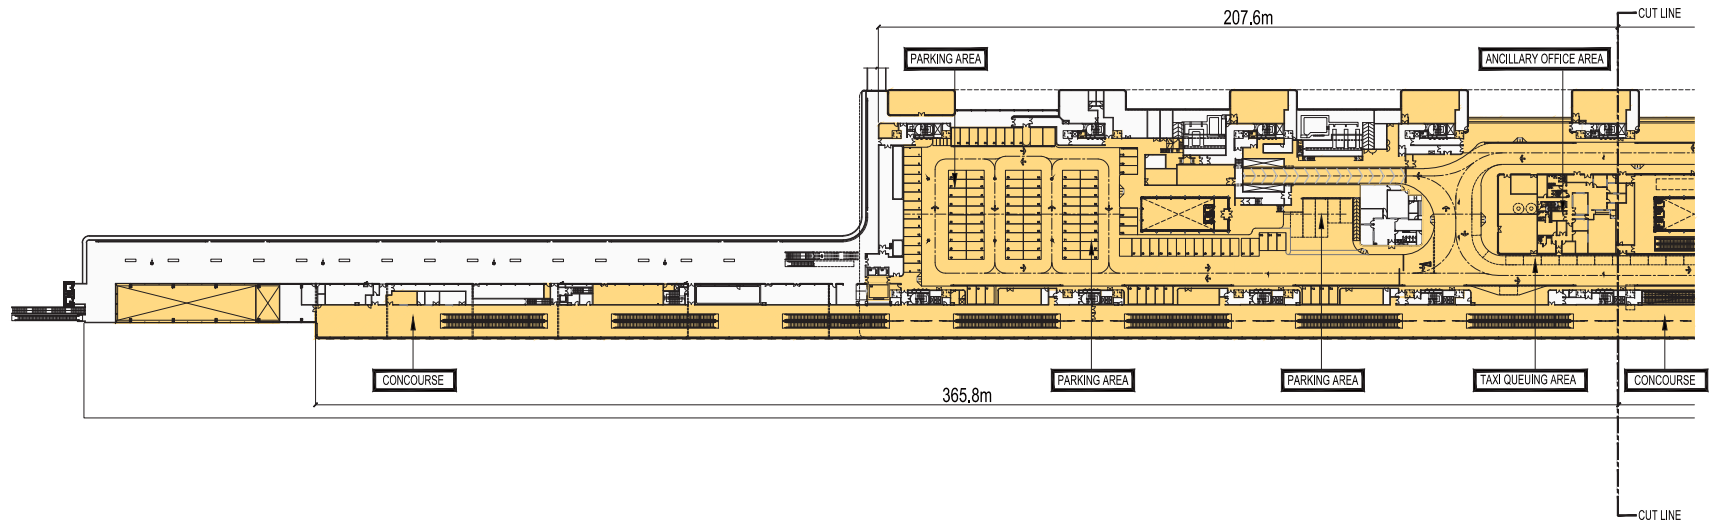 CUT LINE
207.6m
PARKING AREA
ANCILLARY OFFICE AREA
CONCOURSE
PARKING AREA
PARKING AREA
TAXI QUEUING AREA
CONCOURSE
365.8m
CUT LINE